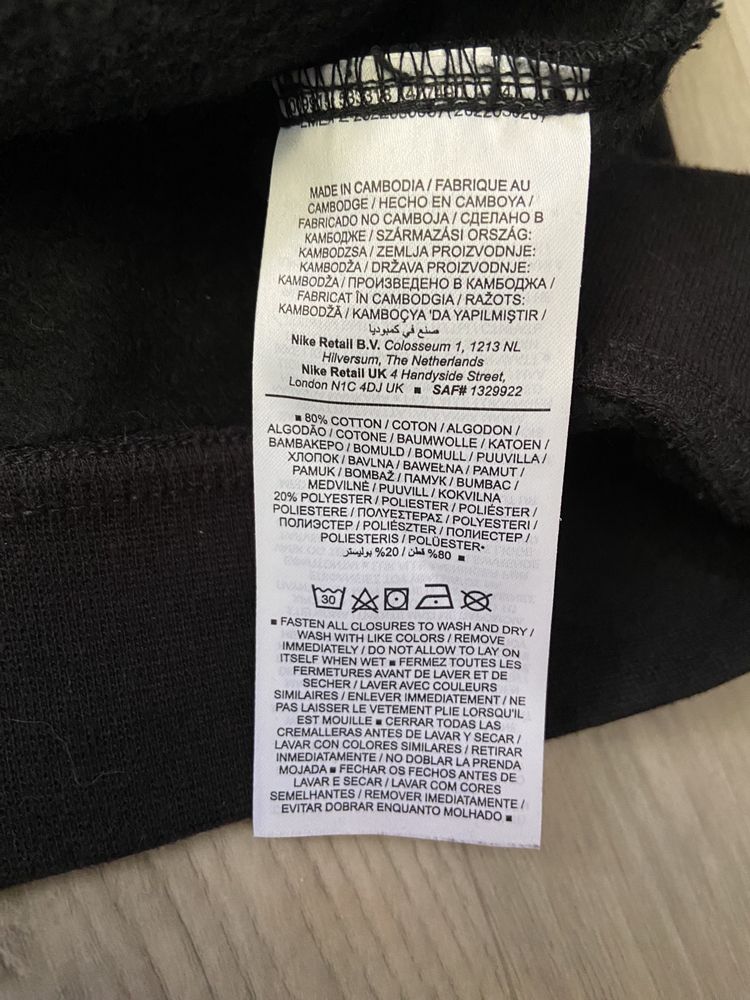 MADE IN CAMBODIA / FABRIQUE AU
CAMBODGE / HECHO EN CAMBOYA /
FABRICADO NO CAMBOJA / СДЕЛАНО В
КАМБОДЖЕ / SZÁRMAZÁSI ORSZÁG:
KAMBODZSA / ZEMLJA PROIZVODNJE:
KAMBODŽA / DRŽAVA PROIZVODNJE:
KAMBODŽA / ПРОИЗВЕДЕНО В КАМБОДЖА /
FABRICAT ÎN CAMBODGIA / RAŽOTS:
KAMBODŽĀ / KAMBOÇYA 'DA YAPILMIŞTIR /
صنع في كمبوديا
Nike Retail B.V. Colosseum 1, 1213 NL
Hilversum, The Netherlands
Nike Retail UK 4 Handyside Street,
London N1C 4DJ UK ■ SAF# 1329922
■ 80% COTTON / COTON / ALGODON /
ALGODÃO / COTONE / BAUMWOLLE / KATOEN /
ΒΑΜΒΑΚΕΡΟ / BOMULD / BOMULL / PUUVILLA /
ХЛОПОК / BAVLNA / BAWEŁNA / PAMUT /
PAMUK / BOMBAŽ / ПАМУК / BUMBAC /
MEDVILNĖ / PUUVILL / KOKVILNA
20% POLYESTER / POLIESTER / POLIÉSTER /
POLIESTERE / ΠΟΛΥΕΣΤΕΡΑΣ / POLYESTERI /
ПОЛИЭСТЕР / POLIÉSZTER / ПОЛИЕСТЕР /
POLIESTERIS / POLÜESTER•
80% قطن / 20% بوليستر ■
30
■ FASTEN ALL CLOSURES TO WASH AND DRY /
WASH WITH LIKE COLORS / REMOVE
IMMEDIATELY / DO NOT ALLOW TO LAY ON
ITSELF WHEN WET ■ FERMEZ TOUTES LES
FERMETURES AVANT DE LAVER ET DE
SECHER / LAVER AVEC COULEURS
SIMILAIRES / ENLEVER IMMEDIATEMENT / NE
PAS LAISSER LE VETEMENT PLIE LORSQU'IL
EST MOUILLE ■ CERRAR TODAS LAS
CREMALLERAS ANTES DE LAVAR Y SECAR /
LAVAR CON COLORES SIMILARES / RETIRAR
INMEDIATAMENTE / NO DOBLAR LA PRENDA
MOJADA ■ FECHAR OS FECHOS ANTES DE
LAVAR E SECAR / LAVAR COM CORES
SEMELHANTES / REMOVER IMEDIATAMENTE /
EVITAR DOBRAR ENQUANTO MOLHADO ■